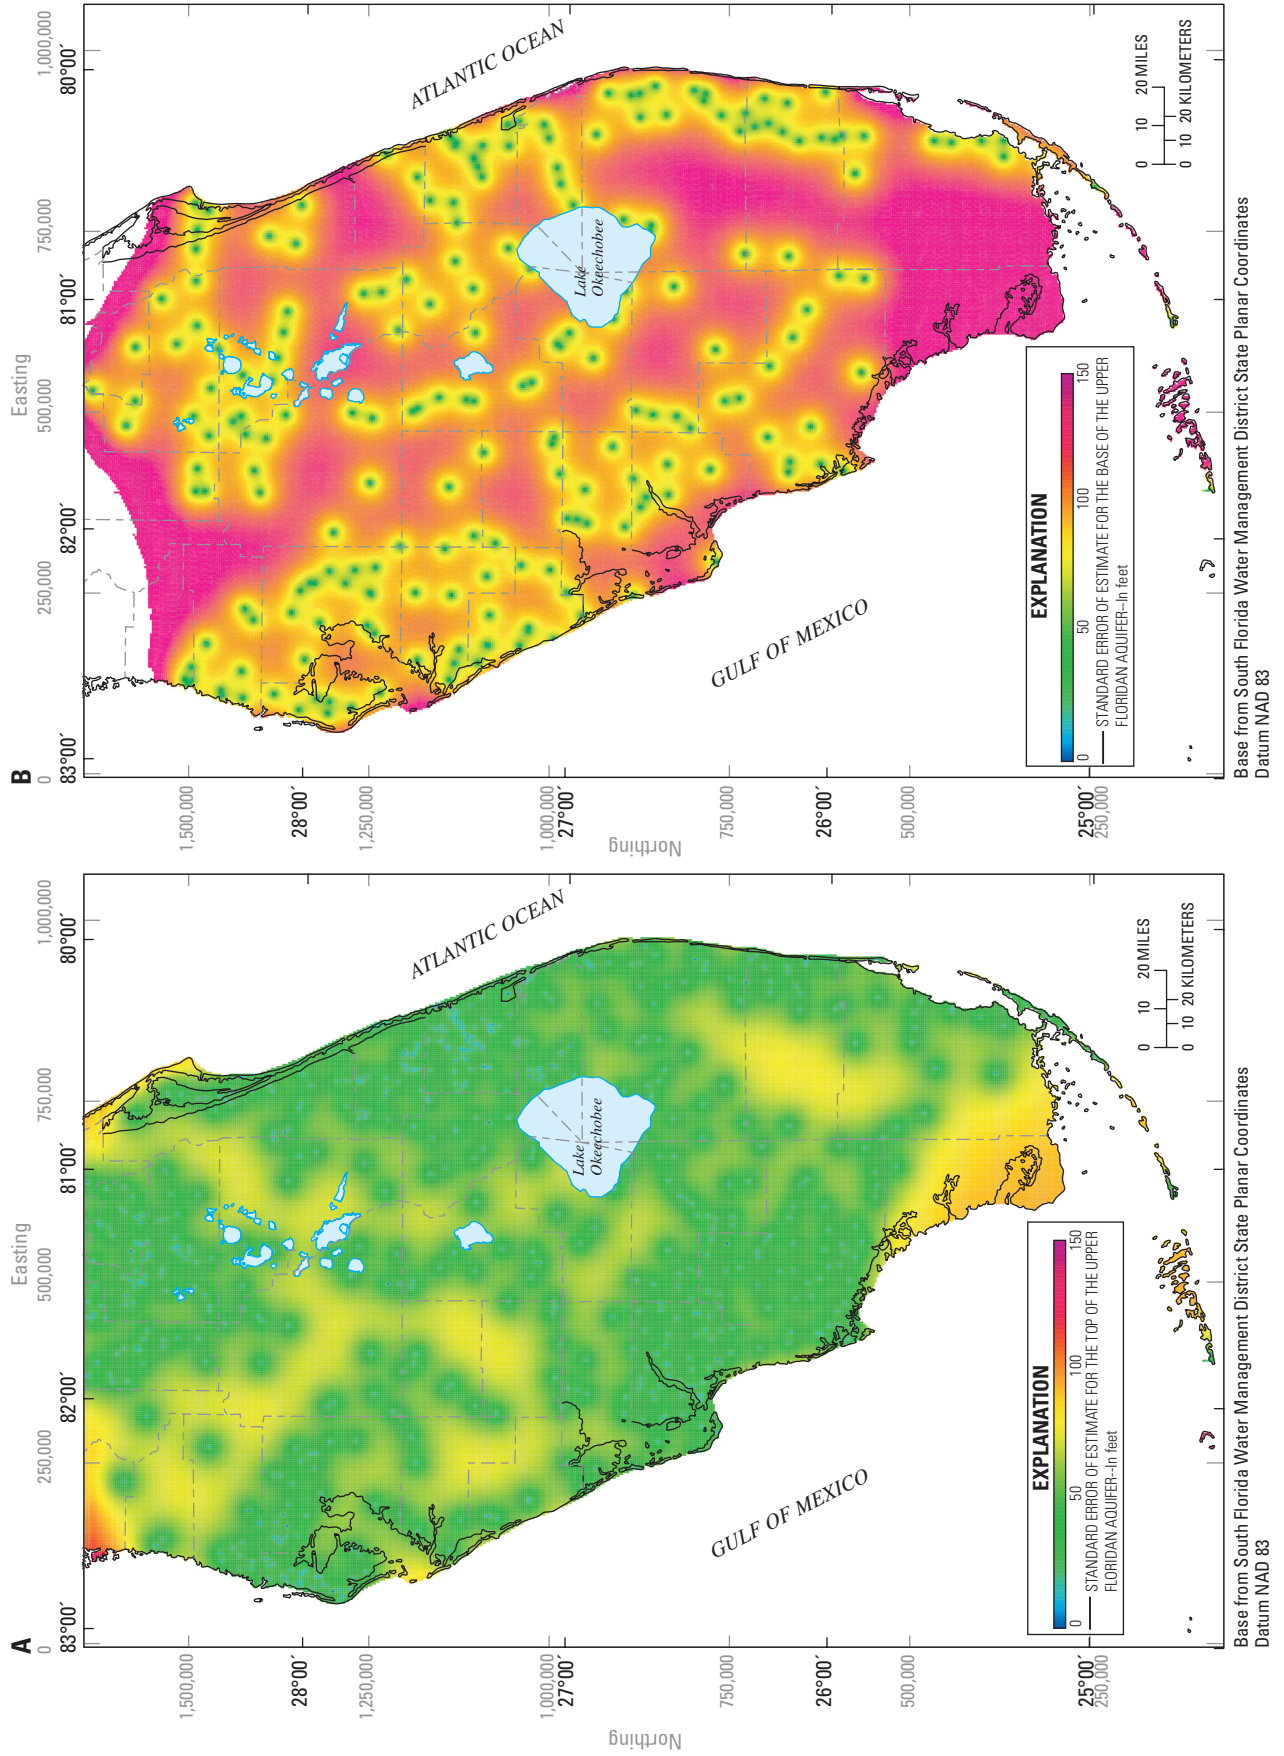 A
Easting
0
250,000
500,000
750,000
1,000,000
83°00′
82°00′
81°00′
80°00′
Northing
1,500,000
28°00′
1,250,000
1,000,000
27°00′
750,000
26°00′
500,000
25°00′
250,000
ATLANTIC OCEAN
Lake
Okeechobee
GULF OF MEXICO
EXPLANATION
0
50
100
150
STANDARD ERROR OF ESTIMATE FOR THE TOP OF THE UPPER
FLORIDAN AQUIFER--In feet
0 10 20 MILES
0 10 20 KILOMETERS
Base from South Florida Water Management District State Planar Coordinates
Datum NAD 83
B
Easting
0
250,000
500,000
750,000
1,000,000
83°00′
82°00′
81°00′
80°00′
Northing
1,500,000
28°00′
1,250,000
1,000,000
27°00′
750,000
26°00′
500,000
25°00′
250,000
ATLANTIC OCEAN
Lake
Okeechobee
GULF OF MEXICO
EXPLANATION
0
50
100
150
STANDARD ERROR OF ESTIMATE FOR THE BASE OF THE UPPER
FLORIDAN AQUIFER--In feet
0 10 20 MILES
0 10 20 KILOMETERS
Base from South Florida Water Management District State Planar Coordinates
Datum NAD 83